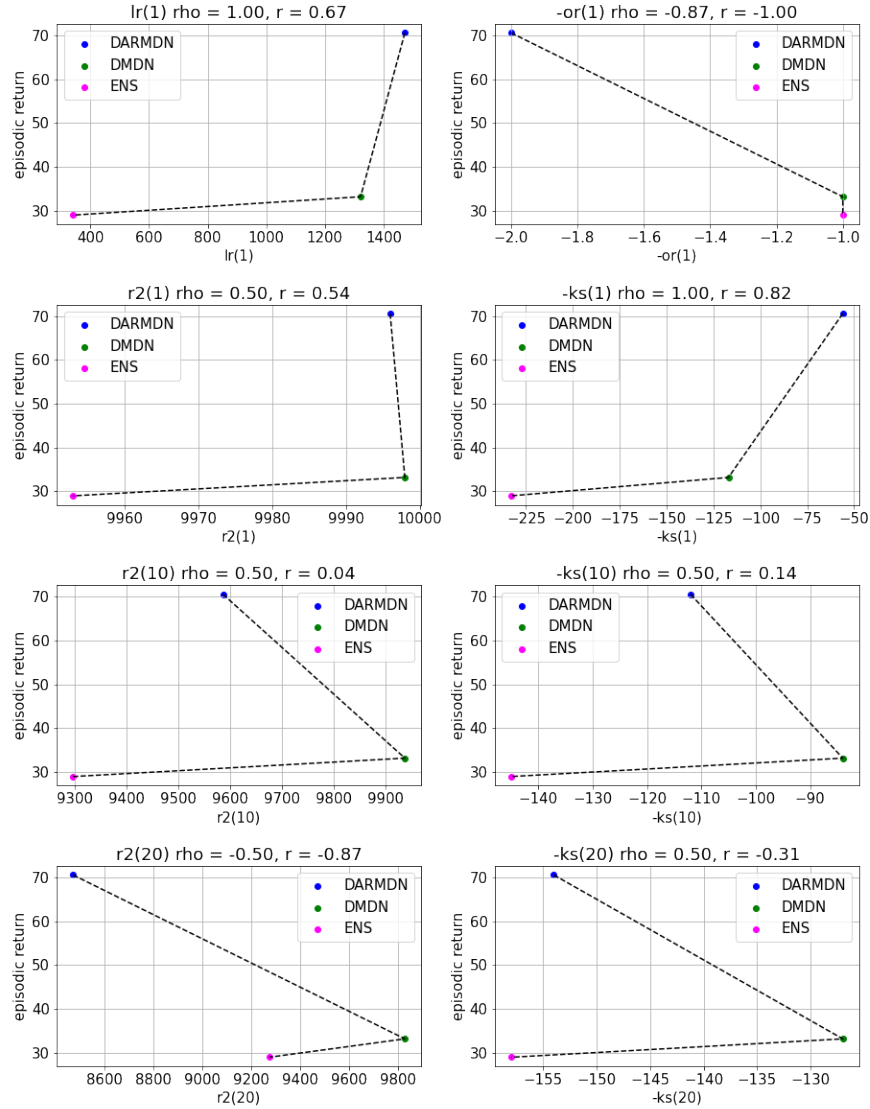 lr(1) rho = 1.00, r = 0.67
episodic return
70
60
50
40
30
DARMDN
DMDN
ENS
400 600 800 1000 1200 1400
lr(1)
-or(1) rho = -0.87, r = -1.00
episodic return
70
60
50
40
30
DARMDN
DMDN
ENS
−2.0 −1.8 −1.6 −1.4 −1.2 −1.0
-or(1)
r2(1) rho = 0.50, r = 0.54
episodic return
70
60
50
40
30
DARMDN
DMDN
ENS
9960 9970 9980 9990 10000
r2(1)
-ks(1) rho = 1.00, r = 0.82
episodic return
70
60
50
40
30
DARMDN
DMDN
ENS
−225 −200 −175 −150 −125 −100 −75 −50
-ks(1)
r2(10) rho = 0.50, r = 0.04
episodic return
70
60
50
40
30
DARMDN
DMDN
ENS
9300 9400 9500 9600 9700 9800 9900
r2(10)
-ks(10) rho = 0.50, r = 0.14
episodic return
70
60
50
40
30
DARMDN
DMDN
ENS
−140 −130 −120 −110 −100 −90
-ks(10)
r2(20) rho = -0.50, r = -0.87
episodic return
70
60
50
40
30
DARMDN
DMDN
ENS
8600 8800 9000 9200 9400 9600 9800
r2(20)
-ks(20) rho = 0.50, r = -0.31
episodic return
70
60
50
40
30
DARMDN
DMDN
ENS
−155 −150 −145 −140 −135 −130
-ks(20)